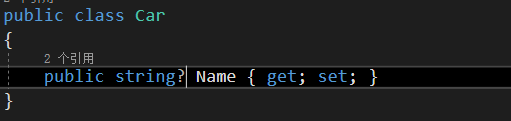 public class Car
{
2 个引用
public string? Name { get; set; }
}